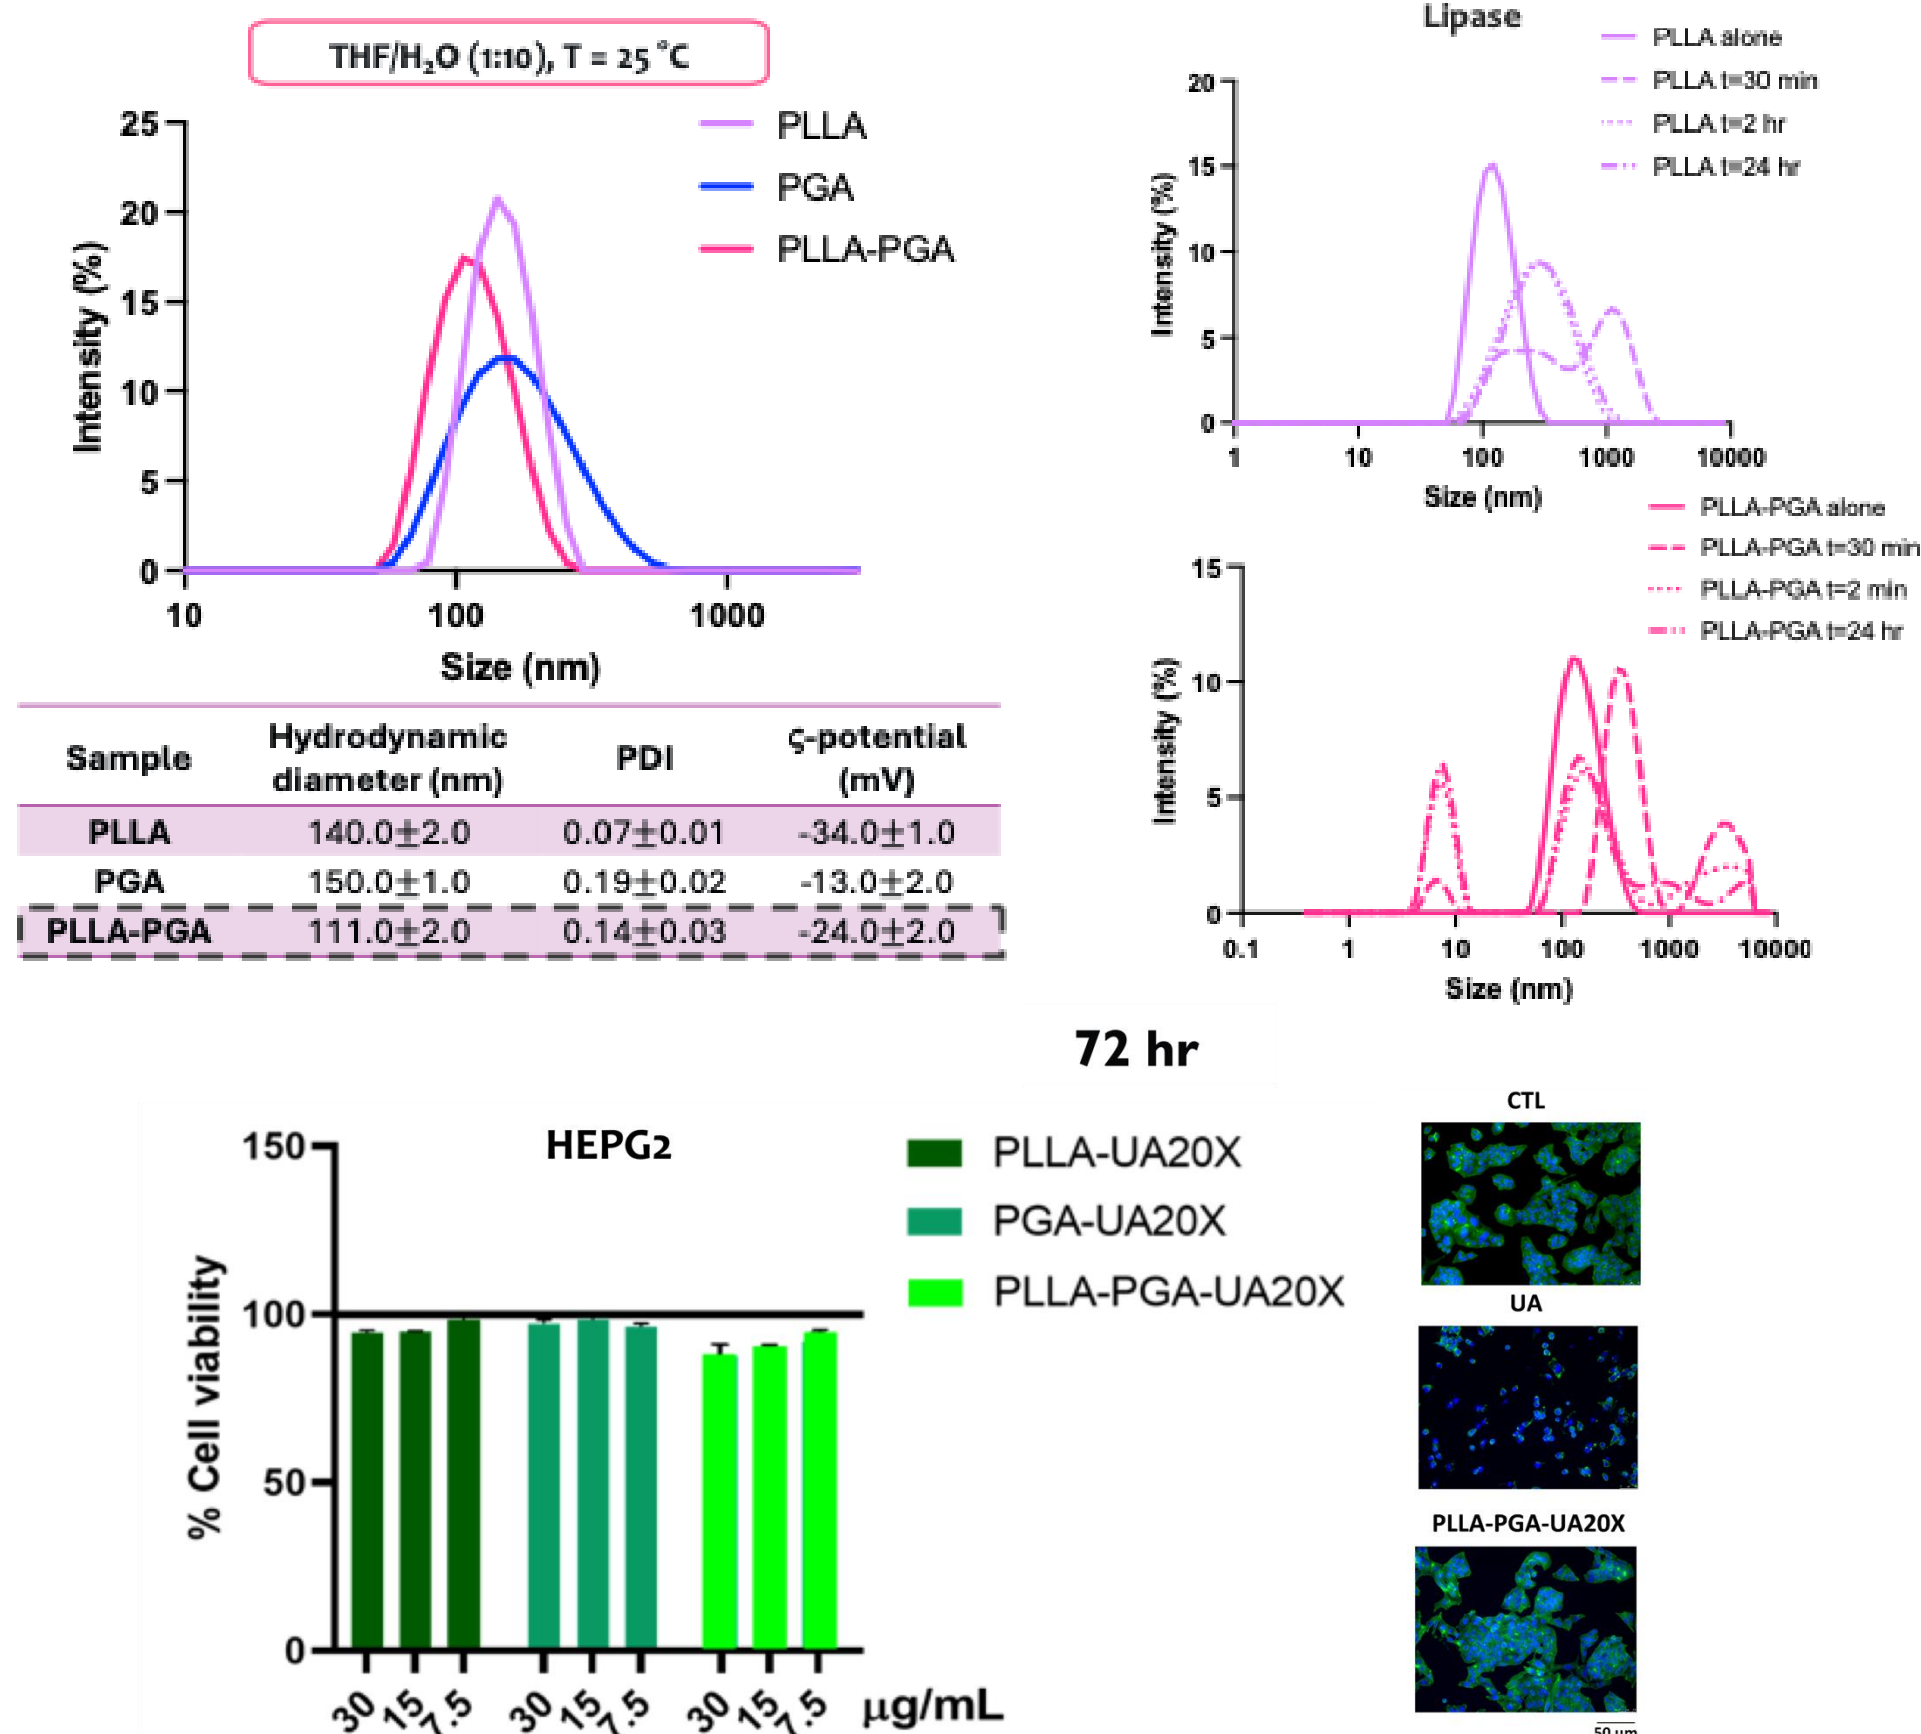 THF/H₂O (1:10), T = 25 °C
25
20
15
10
5
0
Intensity (%)
10
100
1000
Size (nm)
PLLA
PGA
PLLA-PGA
Sample
Hydrodynamic
diameter (nm)
PDI
ς-potential
(mV)
PLLA 140.0±2.0 0.07±0.01 -34.0±1.0
PGA 150.0±1.0 0.19±0.02 -13.0±2.0
PLLA-PGA 111.0±2.0 0.14±0.03 -24.0±2.0
Lipase
PLLA alone
PLLA t=30 min
PLLA t=2 hr
PLLA t=24 hr
20
15
10
5
0
Intensity (%)
1
10
100
1000
10000
Size (nm)
PLLA-PGA alone
PLLA-PGA t=30 min
PLLA-PGA t=2 min
PLLA-PGA t=24 hr
15
10
5
0
Intensity (%)
0.1
1
10
100
1000
10000
Size (nm)
72 hr
HEPG2
150
100
50
0
% Cell viability
30
15
7.5
30
15
7.5
30
15
7.5
µg/mL
PLLA-UA20X
PGA-UA20X
PLLA-PGA-UA20X
CTL
UA
PLLA-PGA-UA20X
50 µm